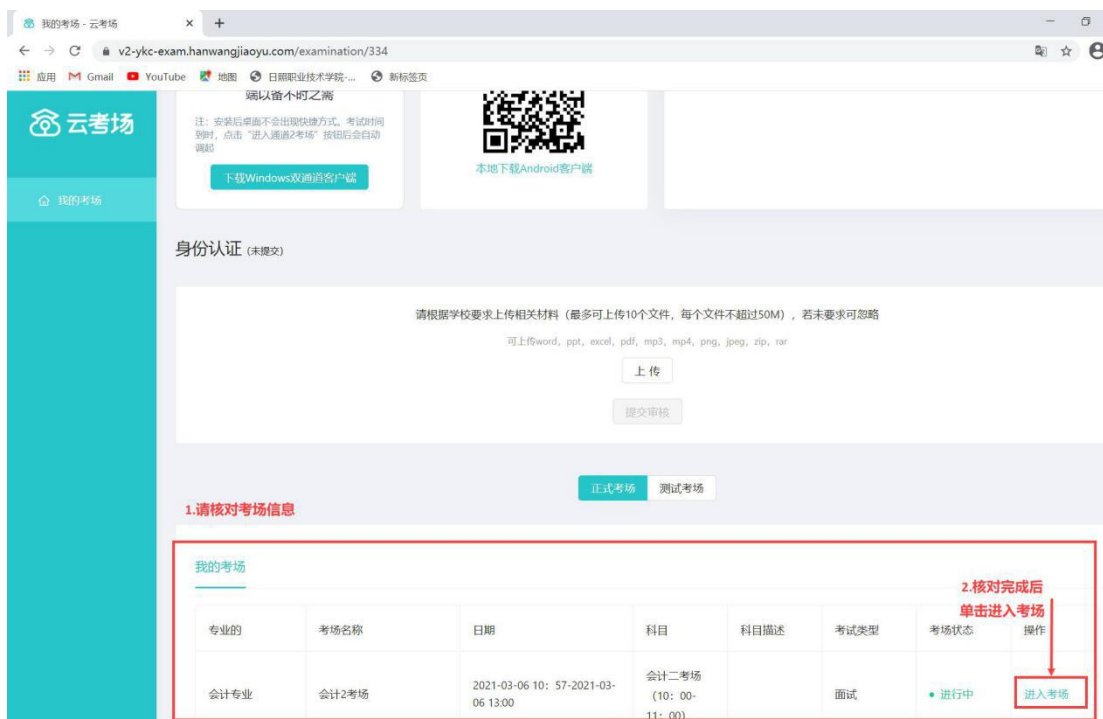 我的考场 - 云考场
v2-ykc-exam.hanwangjiaoyu.com/examination/334
应用 Gmail YouTube 地图 日照职业技术学院-... 新标签页
云考场
我的考场
端以备不时之需
注：安装后桌面不会出现快捷方式。考试时间
到时，点击“进入通道2考场”按钮后会自动
调起
下载Windows双通道客户端
本地下载Android客户端
身份认证 (未提交)
请根据学校要求上传相关材料（最多可上传10个文件，每个文件不超过50M），若未要求可忽略
可上传word，ppt，excel，pdf，mp3，mp4，png，jpeg，zip，rar
上 传
提交审核
正式考场 测试考场
1.请核对考场信息
我的考场
2.核对完成后
单击进入考场
专业的 考场名称 日期 科目 科目描述 考试类型 考场状态 操作
会计专业 会计2考场 2021-03-06 10：57-2021-03-
06 13:00
会计二考场
（10：00-
11：00）
面试 进行中 进入考场